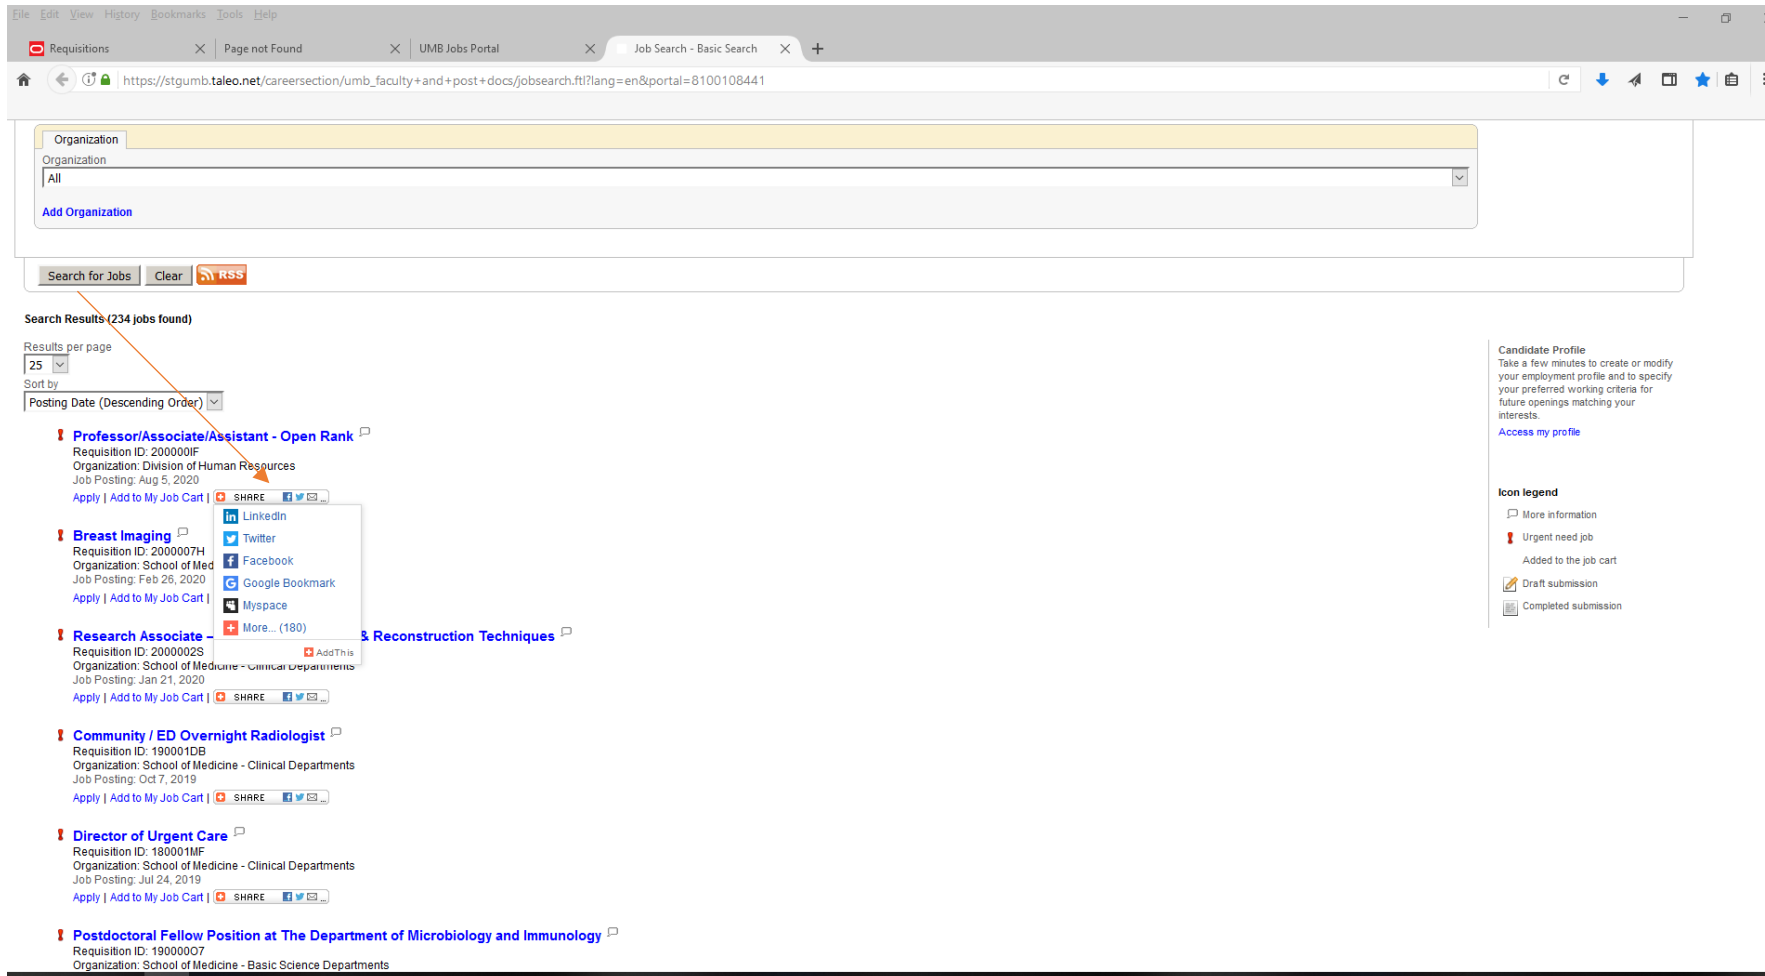 File Edit View History Bookmarks Tools Help
Requisitions Page not Found UMB Jobs Portal Job Search - Basic Search
https://stgumb.taleo.net/careersection/umb_faculty+and+post+docs/jobsearch.ftl?lang=en&portal=8100108441
Organization
Organization
All
Add Organization
Search for Jobs Clear RSS
Search Results (234 jobs found)
Results per page
25
Sort by
Posting Date (Descending Order)
Professor/Associate/Assistant - Open Rank
Requisition ID: 200000IF
Organization: Division of Human Resources
Job Posting: Aug 5, 2020
Apply | Add to My Job Cart | SHARE ...
LinkedIn
Twitter
Facebook
Google Bookmark
Myspace
More... (180)
AddThis
Breast Imaging
Requisition ID: 2000007H
Organization: School of Med
Job Posting: Feb 26, 2020
Apply | Add to My Job Cart |
Research Associate – & Reconstruction Techniques
Requisition ID: 2000002S
Organization: School of Medicine - Clinical Departments
Job Posting: Jan 21, 2020
Apply | Add to My Job Cart | SHARE ...
Community / ED Overnight Radiologist
Requisition ID: 190001DB
Organization: School of Medicine - Clinical Departments
Job Posting: Oct 7, 2019
Apply | Add to My Job Cart | SHARE ...
Director of Urgent Care
Requisition ID: 180001MF
Organization: School of Medicine - Clinical Departments
Job Posting: Jul 24, 2019
Apply | Add to My Job Cart | SHARE ...
Postdoctoral Fellow Position at The Department of Microbiology and Immunology
Requisition ID: 190000O7
Organization: School of Medicine - Basic Science Departments
Candidate Profile
Take a few minutes to create or modify
your employment profile and to specify
your preferred working criteria for
future openings matching your
interests.
Access my profile
Icon legend
More information
Urgent need job
Added to the job cart
Draft submission
Completed submission